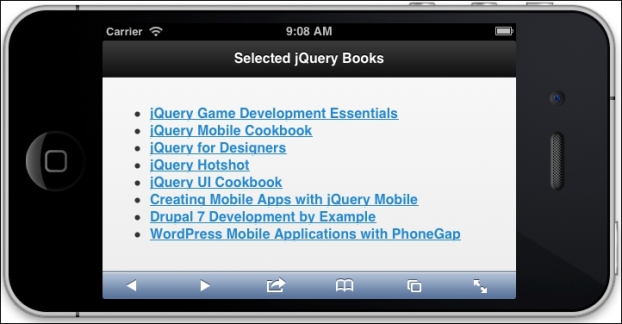 Carrier 9:08 AM
Selected jQuery Books
jQuery Game Development Essentials
jQuery Mobile Cookbook
jQuery for Designers
jQuery Hotshot
jQuery UI Cookbook
Creating Mobile Apps with jQuery Mobile
Drupal 7 Development by Example
WordPress Mobile Applications with PhoneGap